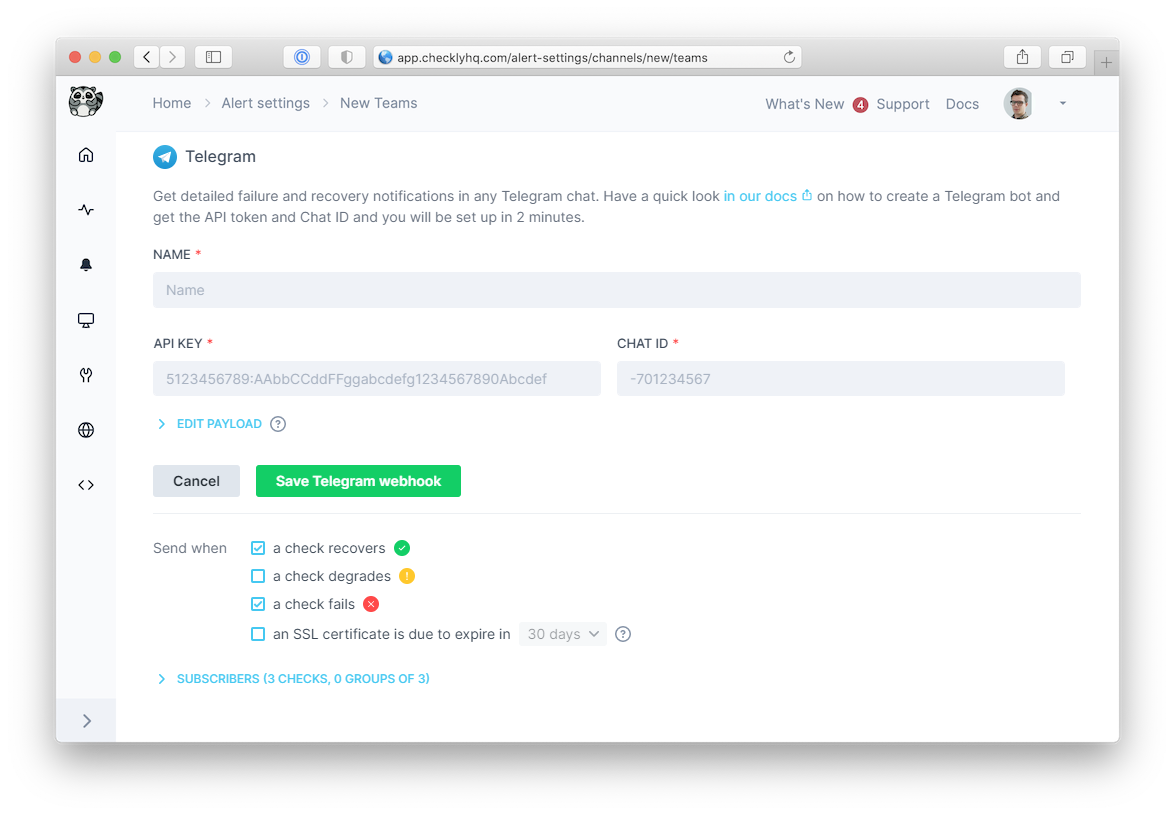 app.checklyhq.com/alert-settings/channels/new/teams
Home Alert settings New Teams What's New 4 Support Docs
Telegram
Get detailed failure and recovery notifications in any Telegram chat. Have a quick look in our docs on how to create a Telegram bot and
get the API token and Chat ID and you will be set up in 2 minutes.
NAME *
Name
API KEY * CHAT ID *
5123456789:AAbbCCddFFggabcdefg1234567890Abcdef -701234567
EDIT PAYLOAD ?
Cancel Save Telegram webhook
Send when a check recovers
a check degrades !
a check fails
an SSL certificate is due to expire in 30 days ?
SUBSCRIBERS (3 CHECKS, 0 GROUPS OF 3)